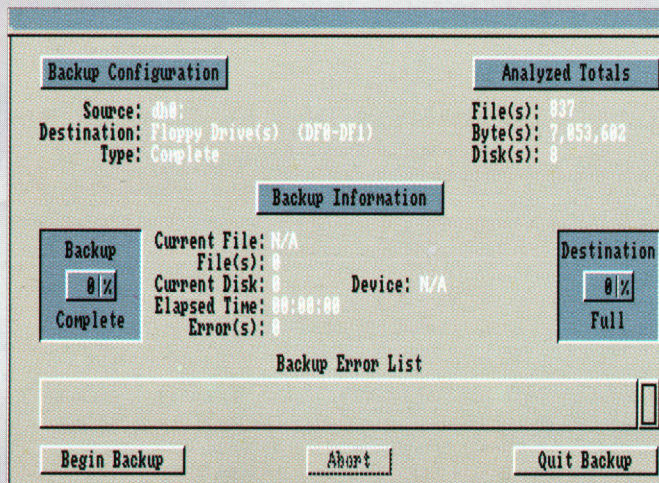 Backup Configuration
Analyzed Totals
Source: dh0:
Destination: Floppy Drive(s) (DF0-DF1)
Type: Complete
File(s): 837
Byte(s): 7,053,602
Disk(s): 8
Backup Information
Backup
0 %
Complete
Current File: N/A
File(s): 0
Current Disk: 0 Device: N/A
Elapsed Time: 00:00:00
Error(s): 0
Destination
0 %
Full
Backup Error List
Begin Backup
Abort
Quit Backup